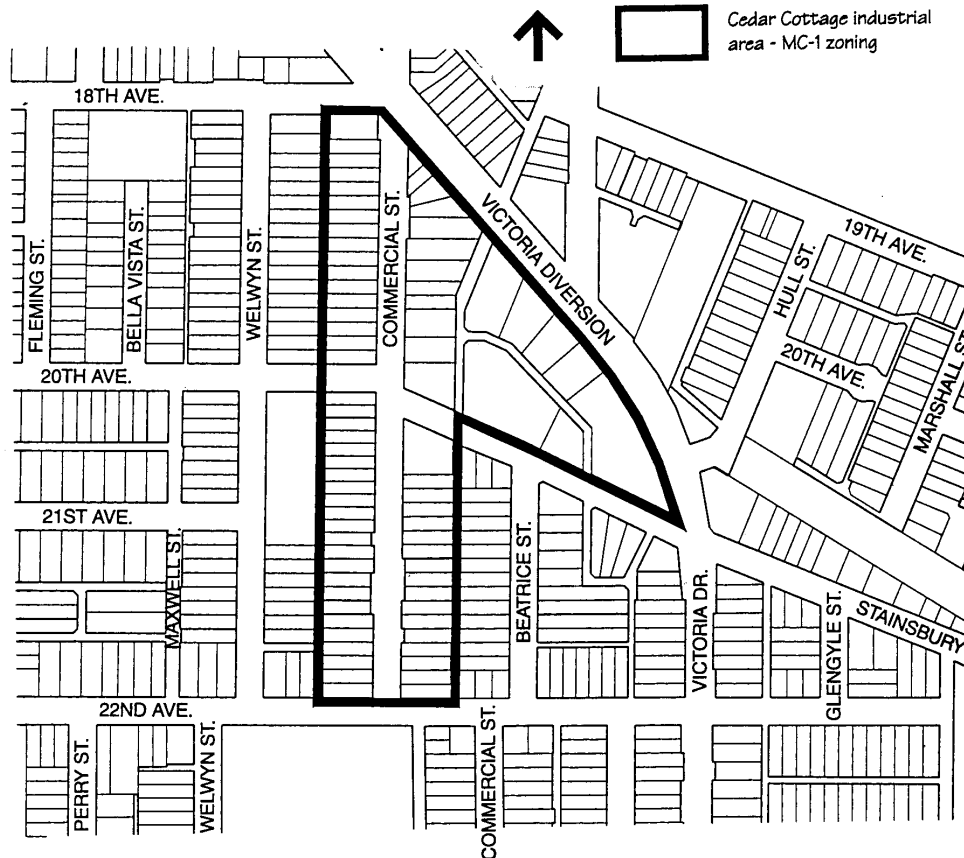 Cedar Cottage industrial
area - MC-1 zoning
18TH AVE.
FLEMING ST.
BELLA VISTA ST.
WELWYN ST.
COMMERCIAL ST.
VICTORIA DIVERSION
HULL ST.
19TH AVE.
20TH AVE.
MARSHALL ST.
20TH AVE.
21ST AVE.
MAXWELL ST.
BEATRICE ST.
VICTORIA DR.
GLENGYLE ST.
STAINSBURY
22ND AVE.
PERRY ST.
WELWYN ST.
COMMERCIAL ST.